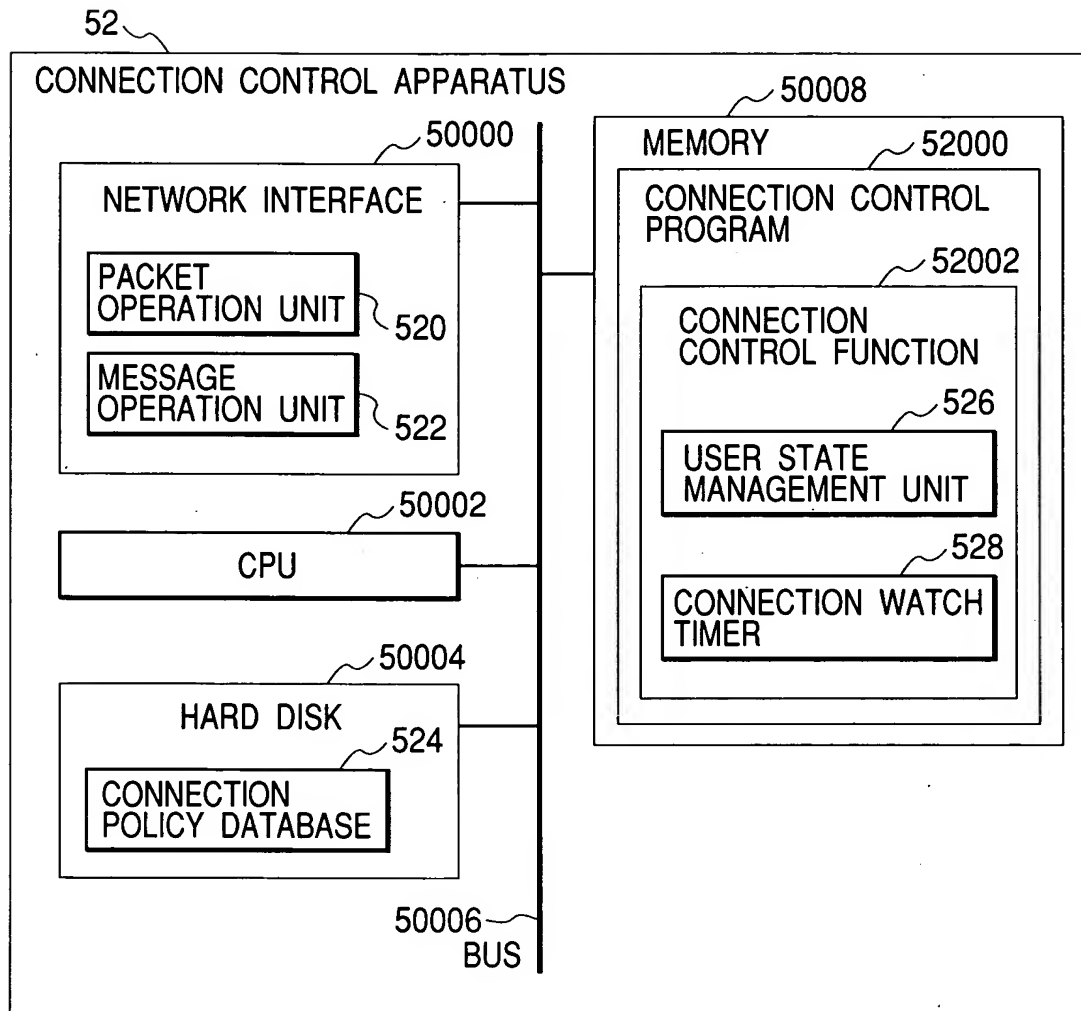 52
CONNECTION CONTROL APPARATUS
50000
NETWORK INTERFACE
PACKET
OPERATION UNIT
520
MESSAGE
OPERATION UNIT
522
50002
CPU
50004
HARD DISK
524
CONNECTION
POLICY DATABASE
50006
BUS
50008
MEMORY
52000
CONNECTION CONTROL
PROGRAM
52002
CONNECTION
CONTROL FUNCTION
526
USER STATE
MANAGEMENT UNIT
528
CONNECTION WATCH
TIMER